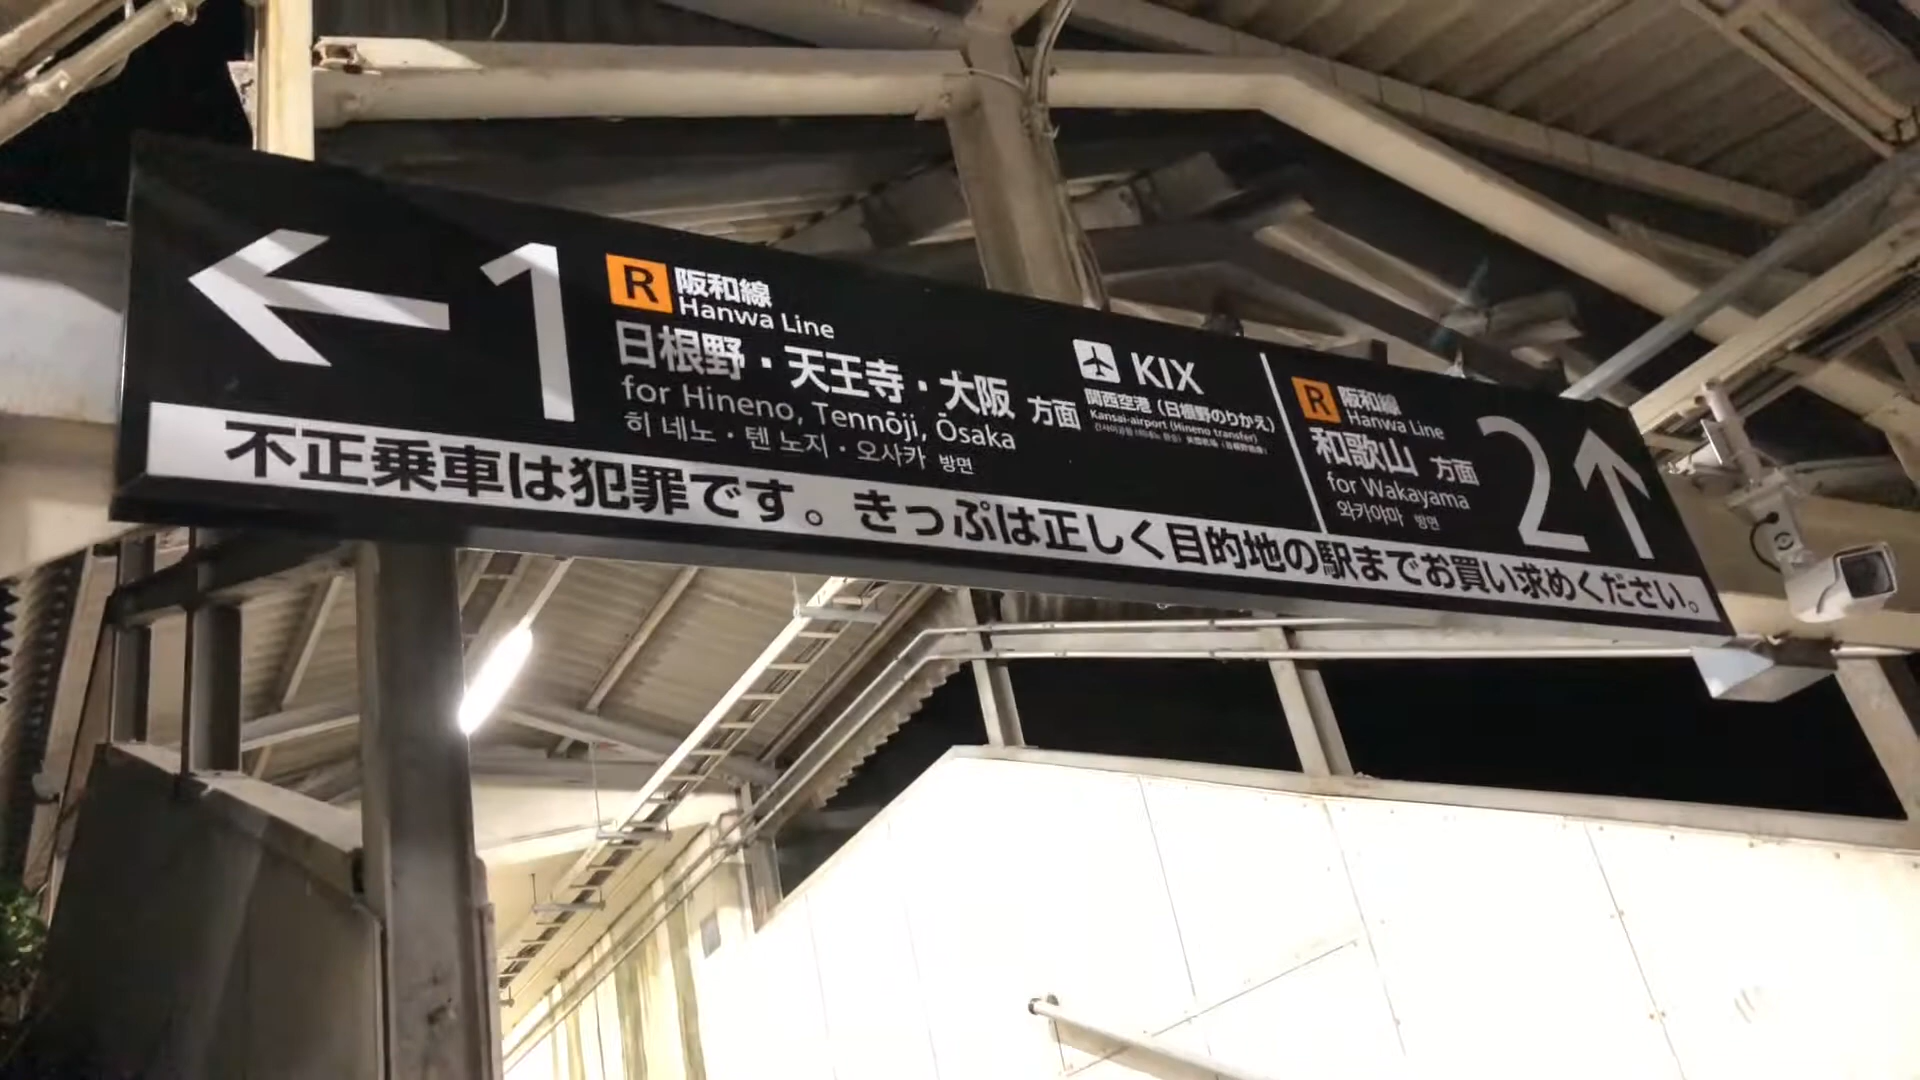 ←1
R 阪和線
Hanwa Line
日根野・天王寺・大阪 方面
for Hineno, Tennōji, Ōsaka
히네노・텐노지・오사카 방면
KIX
関西空港（日根野のりかえ）
Kansai-airport (Hineno transfer)
R 阪和線
Hanwa Line
和歌山 方面
for Wakayama
와카야마 방면
2↑
不正乗車は犯罪です。きっぷは正しく目的地の駅までお買い求めください。